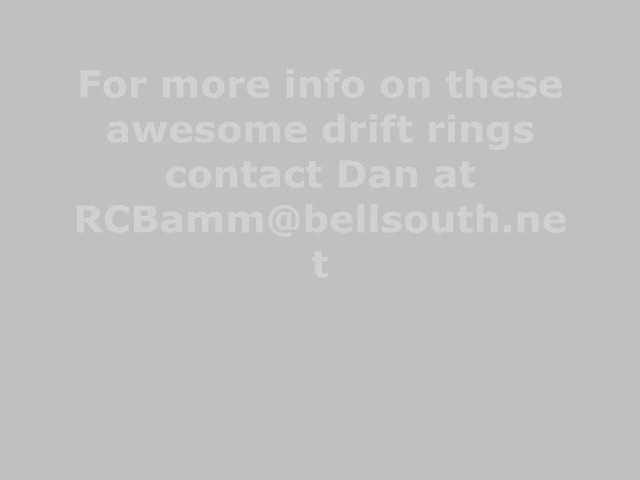 For more info on these
awesome drift rings
contact Dan at
RCBamm@bellsouth.ne
t